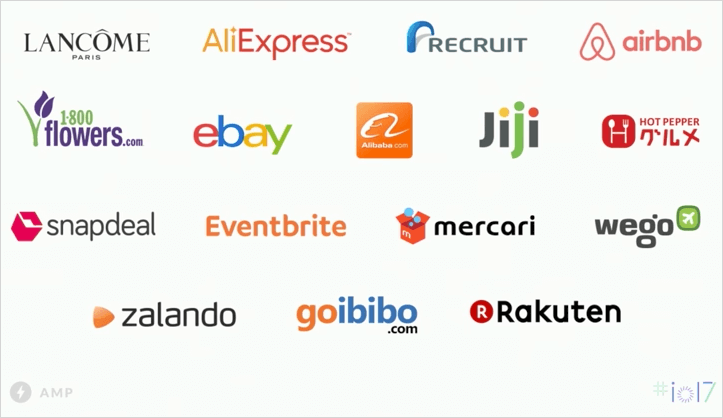 LANCÔME
PARIS
AliExpress™
RECRUIT
airbnb
1·800
flowers.com
ebay
Alibaba.com
Jiji
HOT PEPPER
グルメ
snapdeal
Eventbrite
m
mercari
wego
zalando
goibibo
.com
R Rakuten
AMP
#io17